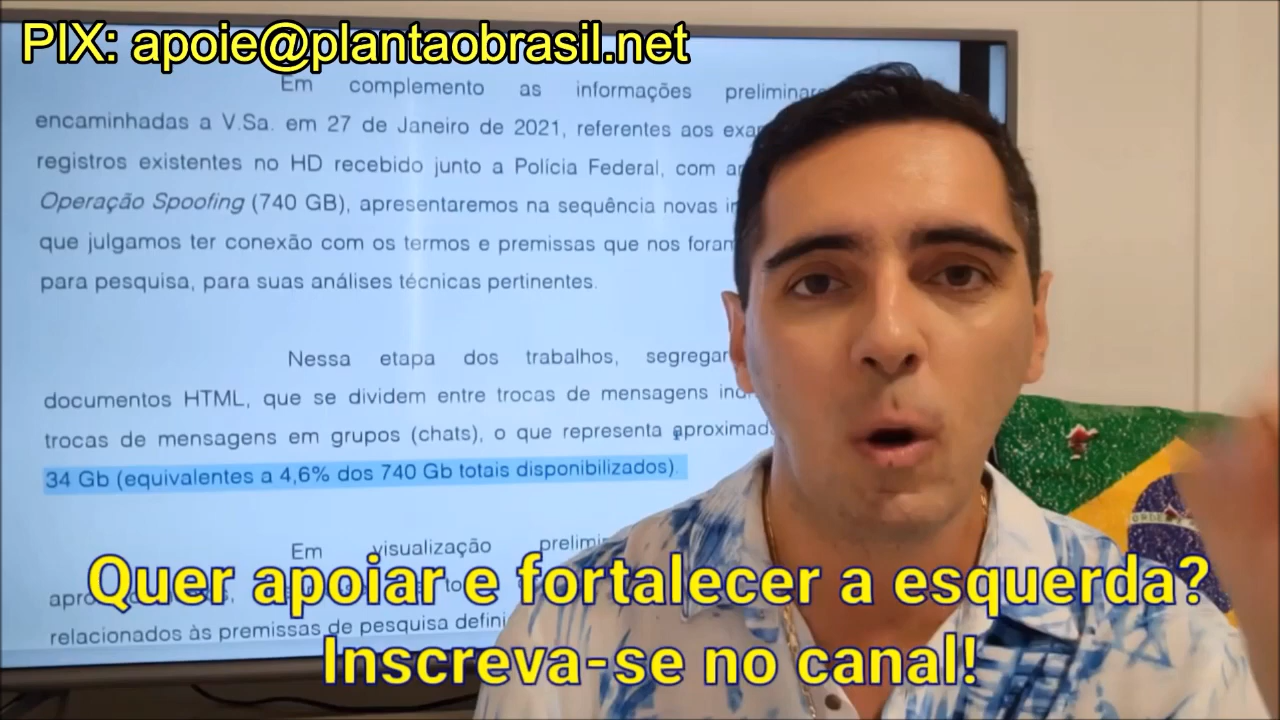 PIX: apoie@plantaobrasil.net
Em complemento as informações
encaminhadas a V.Sa. em 27 de Janeiro de 2021, referentes aos
registros existentes no HD recebido junto a Polícia Federal, com
Operação Spoofing (740 GB), apresentaremos na sequência novas
que julgamos ter conexão com os termos e premissas que nos
para pesquisa, para suas análises técnicas pertinentes.
Nessa etapa dos trabalhos,
documentos HTML, que se dividem entre trocas de mensagens
trocas de mensagens em grupos (chats), o que representa
34 Gb (equivalentes a 4,6% dos 740 Gb totais disponibilizados).
Em visualização
relacionados às premissas de pesquisa
Quer apoiar e fortalecer a esquerda?
Inscreva-se no canal!